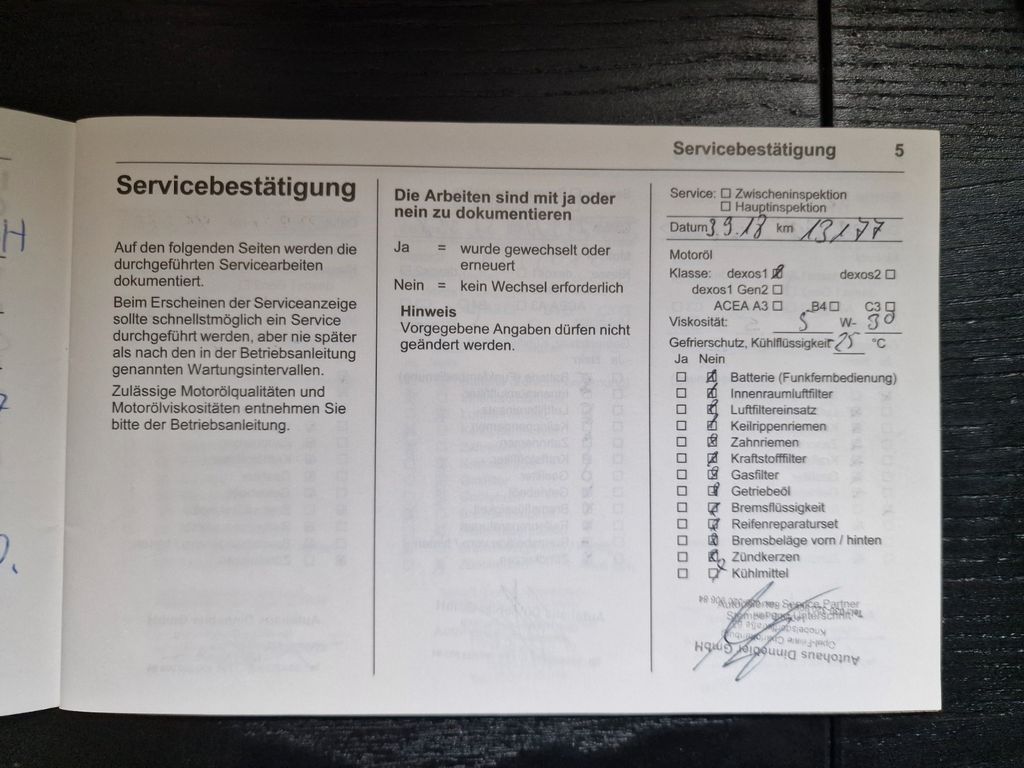 Servicebestätigung 5
Servicebestätigung
Auf den folgenden Seiten werden die
durchgeführten Servicearbeiten
dokumentiert.
Beim Erscheinen der Serviceanzeige
sollte schnellstmöglich ein Service
durchgeführt werden, aber nie später
als nach den in der Betriebsanleitung
genannten Wartungsintervallen.
Zulässige Motorölqualitäten und
Motorölviskositäten entnehmen Sie
bitte der Betriebsanleitung.
Die Arbeiten sind mit ja oder
nein zu dokumentieren
Ja = wurde gewechselt oder
erneuert
Nein = kein Wechsel erforderlich
Hinweis
Vorgegebene Angaben dürfen nicht
geändert werden.
Service: ☐ Zwischeninspektion
☐ Hauptinspektion
Datum 3.9.18 km 13177
Motoröl
Klasse: dexos1 ☒ dexos2 ☐
dexos1 Gen2 ☐
ACEA A3 ☐ B4 ☐ C3 ☐
Viskosität: 5 W- 30
Gefrierschutz, Kühlflüssigkeit -25 °C
Ja Nein
☐ ☒ Batterie (Funkfernbedienung)
☐ ☒ Innenraumluftfilter
☐ ☒ Luftfiltereinsatz
☐ ☒ Keilrippenriemen
☐ ☒ Zahnriemen
☐ ☒ Kraftstofffilter
☐ ☒ Gasfilter
☐ ☒ Getriebeöl
☐ ☒ Bremsflüssigkeit
☐ ☒ Reifenreparaturset
☐ ☒ Bremsbeläge vorn / hinten
☐ ☒ Zündkerzen
☐ ☒ Kühlmittel
Service Partner
Unterschrift
Autohaus Dinnebier GmbH